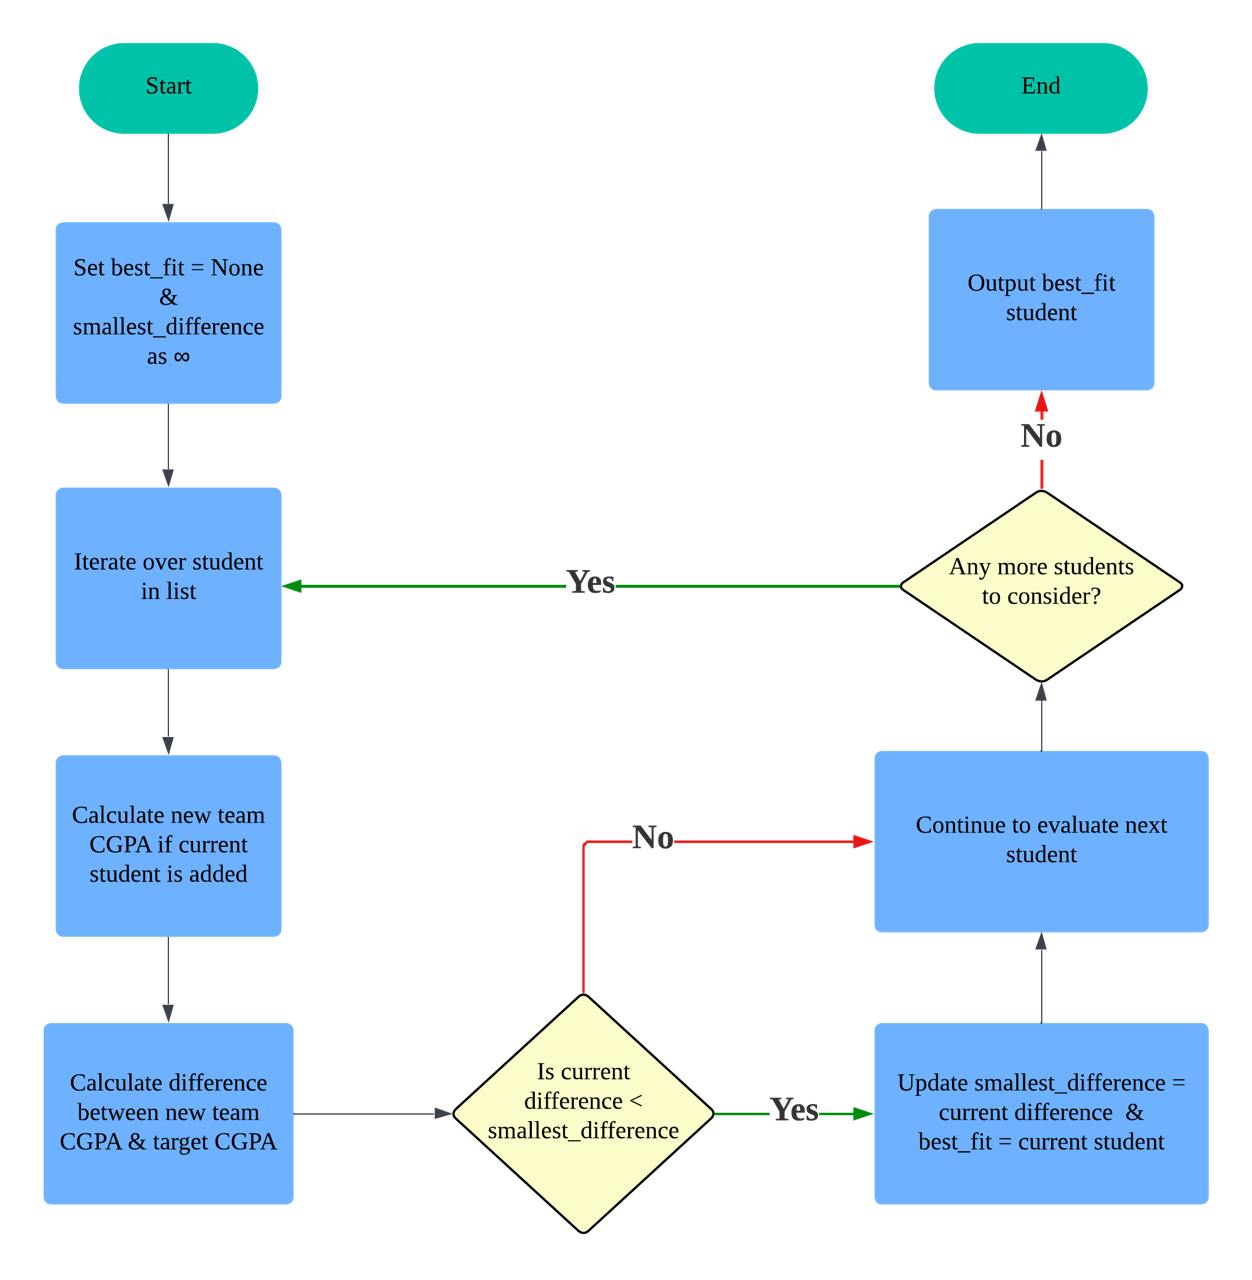 Start
Set best_fit = None
&
smallest_difference
as ∞
Iterate over student
in list
Calculate new team
CGPA if current
student is added
Calculate difference
between new team
CGPA & target CGPA
Is current
difference <
smallest_difference
No
Yes
Update smallest_difference =
current difference &
best_fit = current student
Continue to evaluate next
student
Any more students
to consider?
Yes
No
Output best_fit
student
End